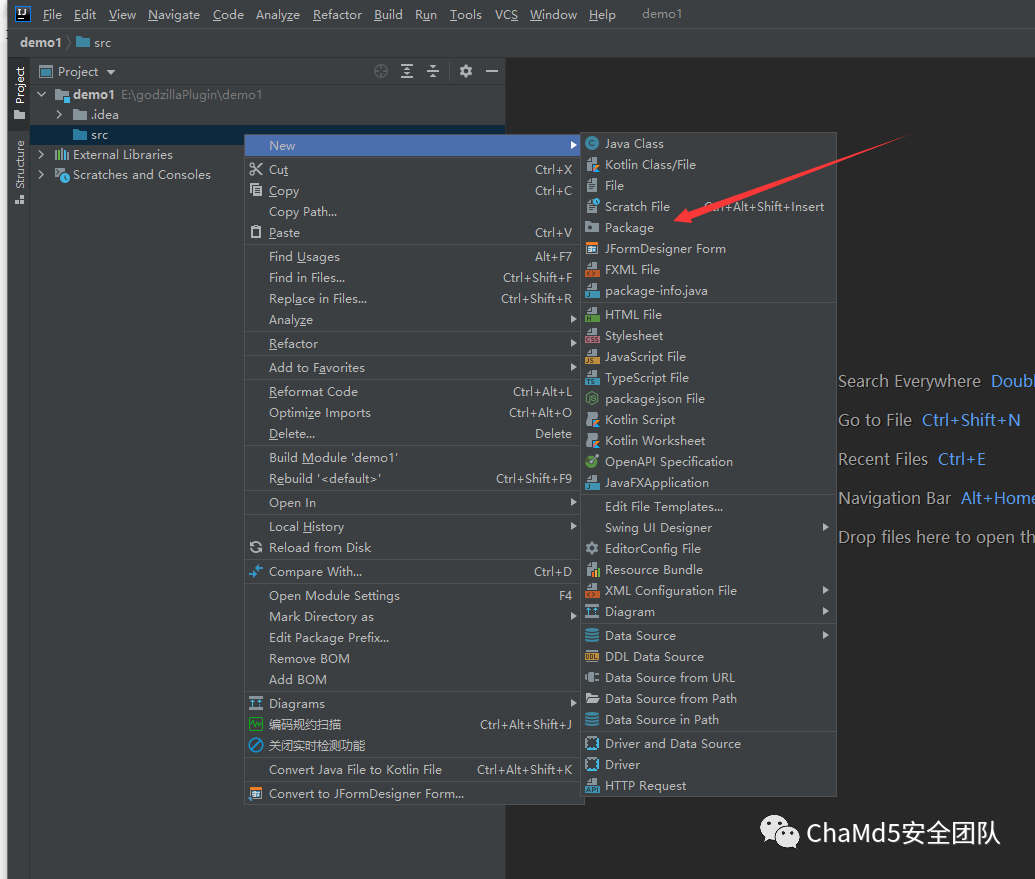 File Edit View Navigate Code Analyze Refactor Build Run Tools VCS Window Help demo1
demo1 src
Project
Project
Structure
demo1 E:\godzillaPlugin\demo1
.idea
src
External Libraries
Scratches and Consoles
New
Cut Ctrl+X
Copy Ctrl+C
Copy Path...
Paste Ctrl+V
Find Usages Alt+F7
Find in Files... Ctrl+Shift+F
Replace in Files... Ctrl+Shift+R
Analyze
Refactor
Add to Favorites
Reformat Code Ctrl+Alt+L
Optimize Imports Ctrl+Alt+O
Delete... Delete
Build Module 'demo1'
Rebuild '<default>' Ctrl+Shift+F9
Open In
Local History
Reload from Disk
Compare With... Ctrl+D
Open Module Settings F4
Mark Directory as
Edit Package Prefix...
Remove BOM
Add BOM
Diagrams
编码规约扫描 Ctrl+Alt+Shift+J
关闭实时检测功能
Convert Java File to Kotlin File Ctrl+Alt+Shift+K
Convert to JFormDesigner Form...
Java Class
Kotlin Class/File
File
Scratch File Ctrl+Alt+Shift+Insert
Package
JFormDesigner Form
FXML File
package-info.java
HTML File
Stylesheet
JavaScript File
TypeScript File
package.json File
Kotlin Script
Kotlin Worksheet
OpenAPI Specification
JavaFXApplication
Edit File Templates...
Swing UI Designer
EditorConfig File
Resource Bundle
XML Configuration File
Diagram
Data Source
DDL Data Source
Data Source from URL
Data Source from Path
Data Source in Path
Driver and Data Source
Driver
HTTP Request
Search Everywhere Doubl
Go to File Ctrl+Shift+N
Recent Files Ctrl+E
Navigation Bar Alt+Home
Drop files here to open th
ChaMd5安全团队